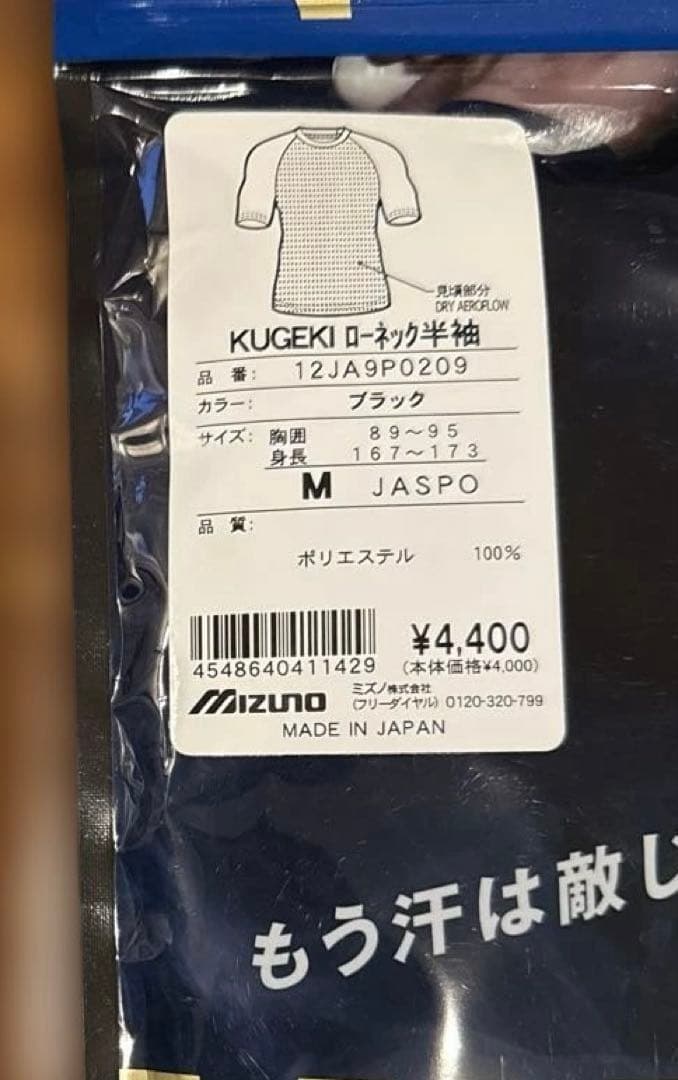 見頃部分
DRY AEROFLOW
KUGEKI ローネック半袖
品 番: 12JA9P0209
カラー: ブラック
サイズ: 胸囲 89～95
身長 167～173
M JASPO
品 質:
ポリエステル 100%
4548640411429
¥4,400
(本体価格¥4,000)
MIZUNO
ミズノ株式会社
(フリーダイヤル) 0120-320-799
MADE IN JAPAN
もう汗は敵じ